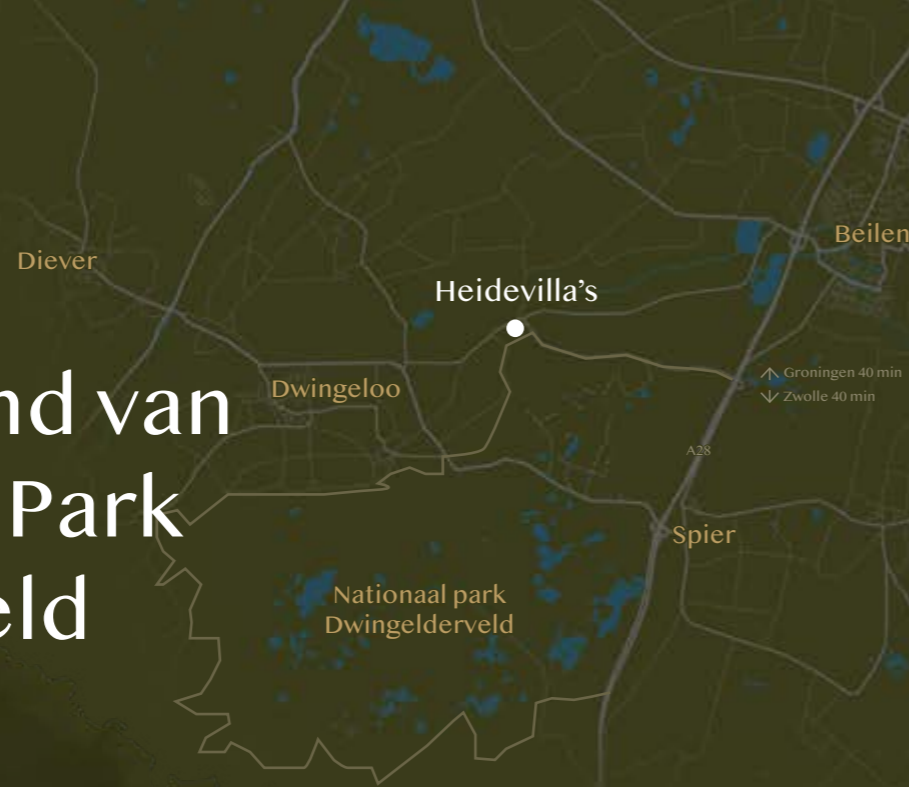 Beilen
Diever
Heidevilla’s
Groningen 40 min
Dwingeloo
Zwolle 40 min
nd van
Park
eld
A28
Spier
Nationaal park
Dwingelderveld